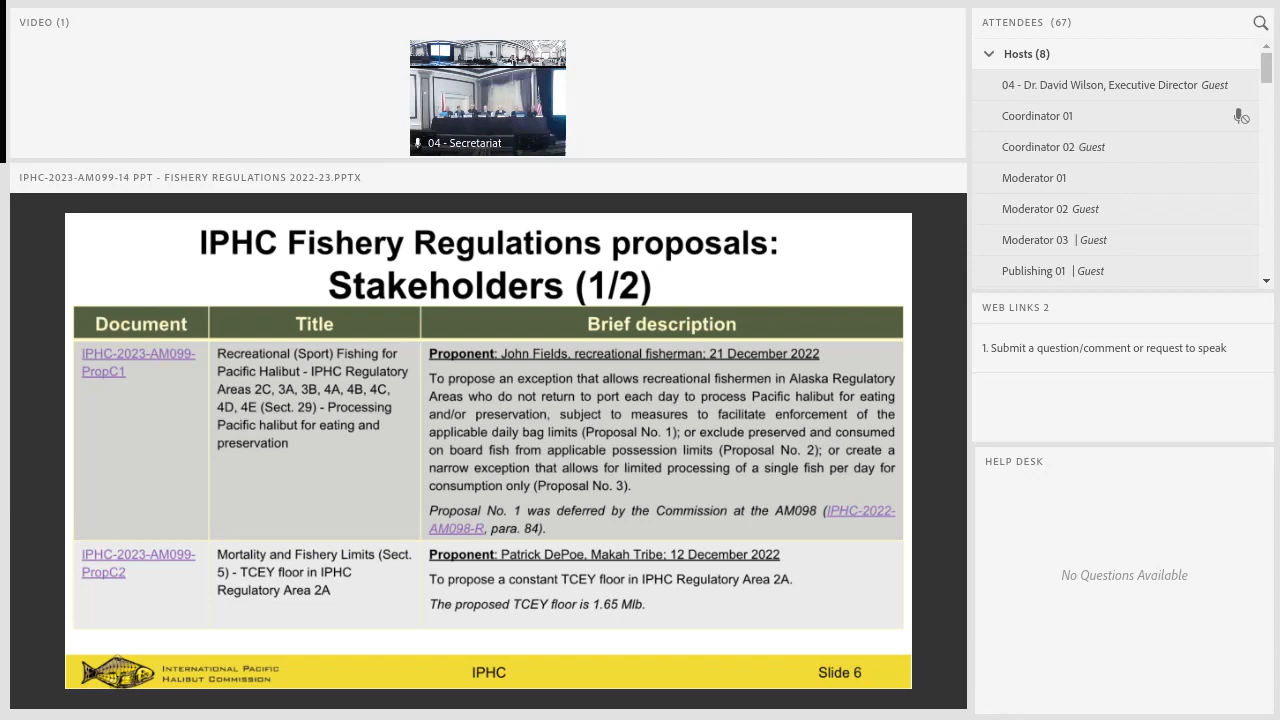 VIDEO (1)
04 - Secretariat
IPHC-2023-AM099-14 PPT - FISHERY REGULATIONS 2022-23.PPTX
IPHC Fishery Regulations proposals:
Stakeholders (1/2)
Document
Title
Brief description
IPHC-2023-AM099-
PropC1
Recreational (Sport) Fishing for
Pacific Halibut - IPHC Regulatory
Areas 2C, 3A, 3B, 4A, 4B, 4C,
4D, 4E (Sect. 29) - Processing
Pacific halibut for eating and
preservation
Proponent: John Fields, recreational fisherman; 21 December 2022
To propose an exception that allows recreational fishermen in Alaska Regulatory
Areas who do not return to port each day to process Pacific halibut for eating
and/or preservation, subject to measures to facilitate enforcement of the
applicable daily bag limits (Proposal No. 1); or exclude preserved and consumed
on board fish from applicable possession limits (Proposal No. 2); or create a
narrow exception that allows for limited processing of a single fish per day for
consumption only (Proposal No. 3).
Proposal No. 1 was deferred by the Commission at the AM098 (IPHC-2022-
AM098-R, para. 84).
IPHC-2023-AM099-
PropC2
Mortality and Fishery Limits (Sect.
5) - TCEY floor in IPHC
Regulatory Area 2A
Proponent: Patrick DePoe, Makah Tribe; 12 December 2022
To propose a constant TCEY floor in IPHC Regulatory Area 2A.
The proposed TCEY floor is 1.65 Mlb.
INTERNATIONAL PACIFIC
HALIBUT COMMISSION
IPHC
Slide 6
ATTENDEES (67)
Hosts (8)
04 - Dr. David Wilson, Executive Director Guest
Coordinator 01
Coordinator 02 Guest
Moderator 01
Moderator 02 Guest
Moderator 03 | Guest
Publishing 01 | Guest
WEB LINKS 2
1. Submit a question/comment or request to speak
HELP DESK
No Questions Available